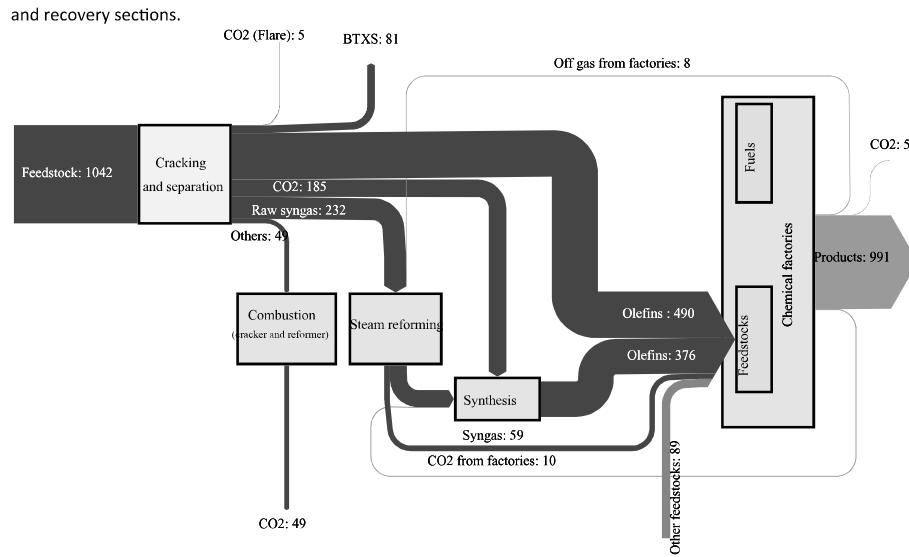 and recovery sections.
CO2 (Flare): 5
BTXS: 81
Off gas from factories: 8
CO2: 5
Feedstock: 1042
Cracking
and separation
Fuels
CO2: 185
Raw syngas: 232
Others: 49
Chemical factories
Products: 991
Combustion
(cracker and reformer)
Steam reforming
Olefins : 490
Feedstocks
Olefins: 376
Synthesis
Syngas: 59
CO2 from factories: 10
Other feedstocks: 89
CO2: 49